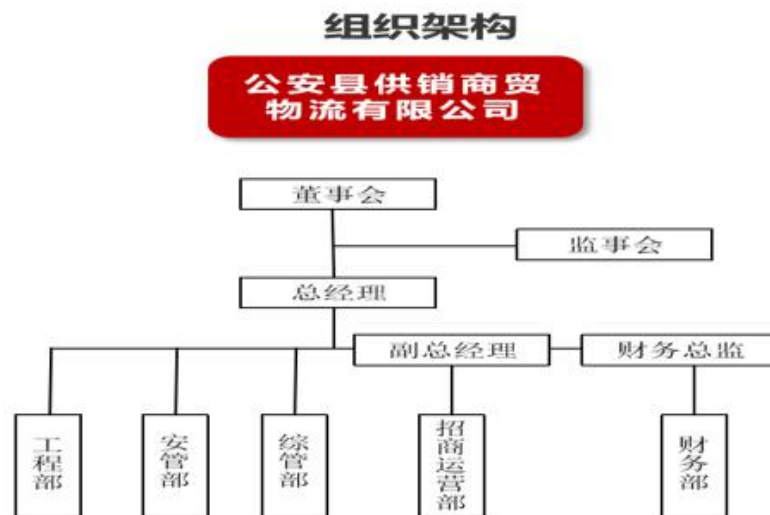 组织架构
公安县供销商贸
物流有限公司
董事会
监事会
总经理
副总经理
财务总监
工程部
安管部
综管部
招商运营部
财务部